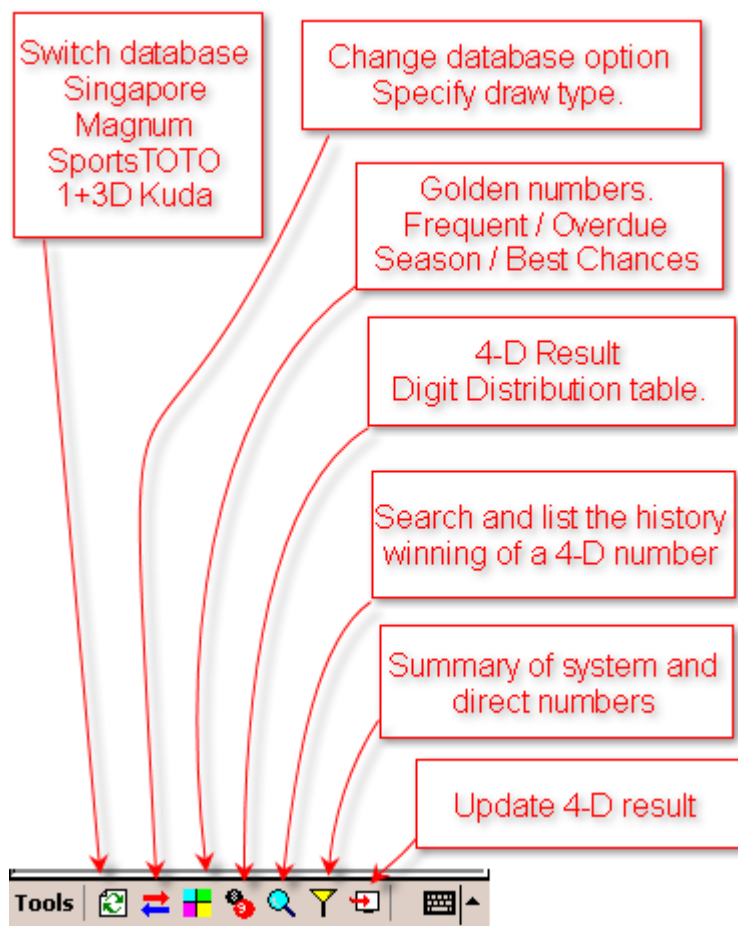 Switch database
Singapore
Magnum
SportsTOTO
1+3D Kuda
Change database option
Specify draw type.
Golden numbers.
Frequent / Overdue
Season / Best Chances
4-D Result
Digit Distribution table.
Search and list the history
winning of a 4-D number
Summary of system and
direct numbers
Update 4-D result
Tools